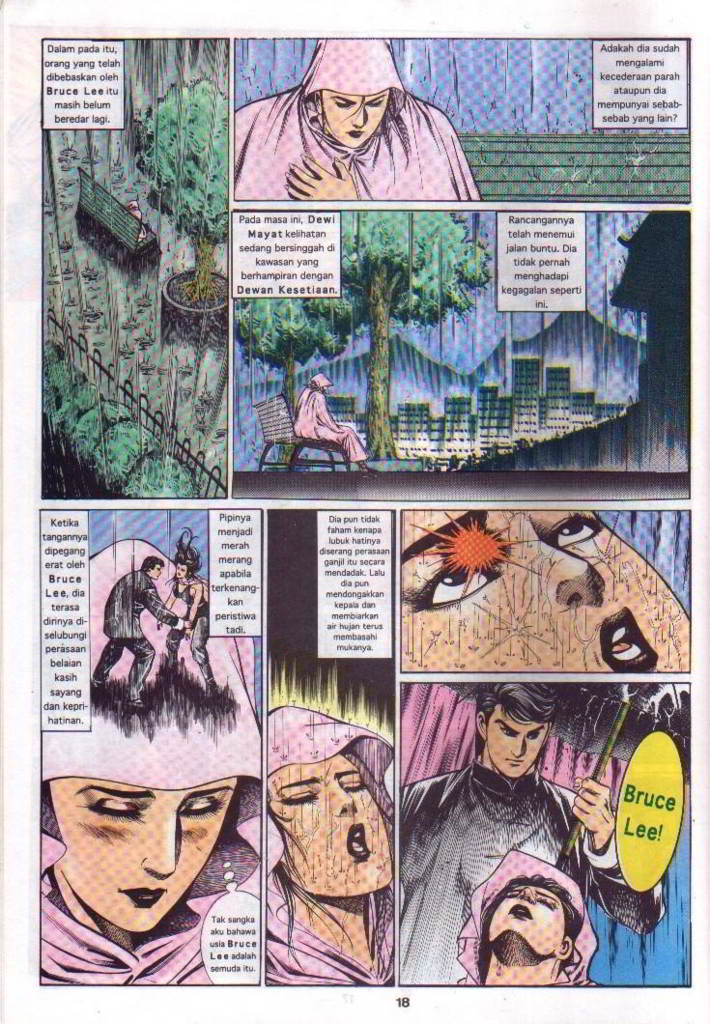 Dalam pada itu,
orang yang telah
dibebaskan oleh
Bruce Lee itu
masih belum
beredar lagi.
Adakah dia sudah
mengalami
kecederaan parah
ataupun dia
mempunyai sebab-
sebab yang lain?
Pada masa ini, Dewi
Mayat kelihatan
sedang bersinggah di
kawasan yang
berhampiran dengan
Dewan Kesetiaan.
Rancangannya
telah menemui
jalan buntu. Dia
tidak pernah
menghadapi
kegagalan seperti
ini.
Ketika
tangannya
dipegang
erat oleh
Bruce
Lee, dia
terasa
dirinya di-
selubungi
perasaan
belaian
kasih
sayang
dan kepri-
hatinan.
Pipinya
menjadi
merah
merang
apabila
terkenang-
kan
peristiwa
tadi.
Tak sangka
aku bahawa
usia Bruce
Lee adalah
semuda itu.
Dia pun tidak
faham kenapa
lubuk hatinya
diserang perasaan
ganjil itu secara
mendadak. Lalu
dia pun
mendongakkan
kepala dan
membiarkan
air hujan terus
membasahi
mukanya.
Bruce
Lee!
18